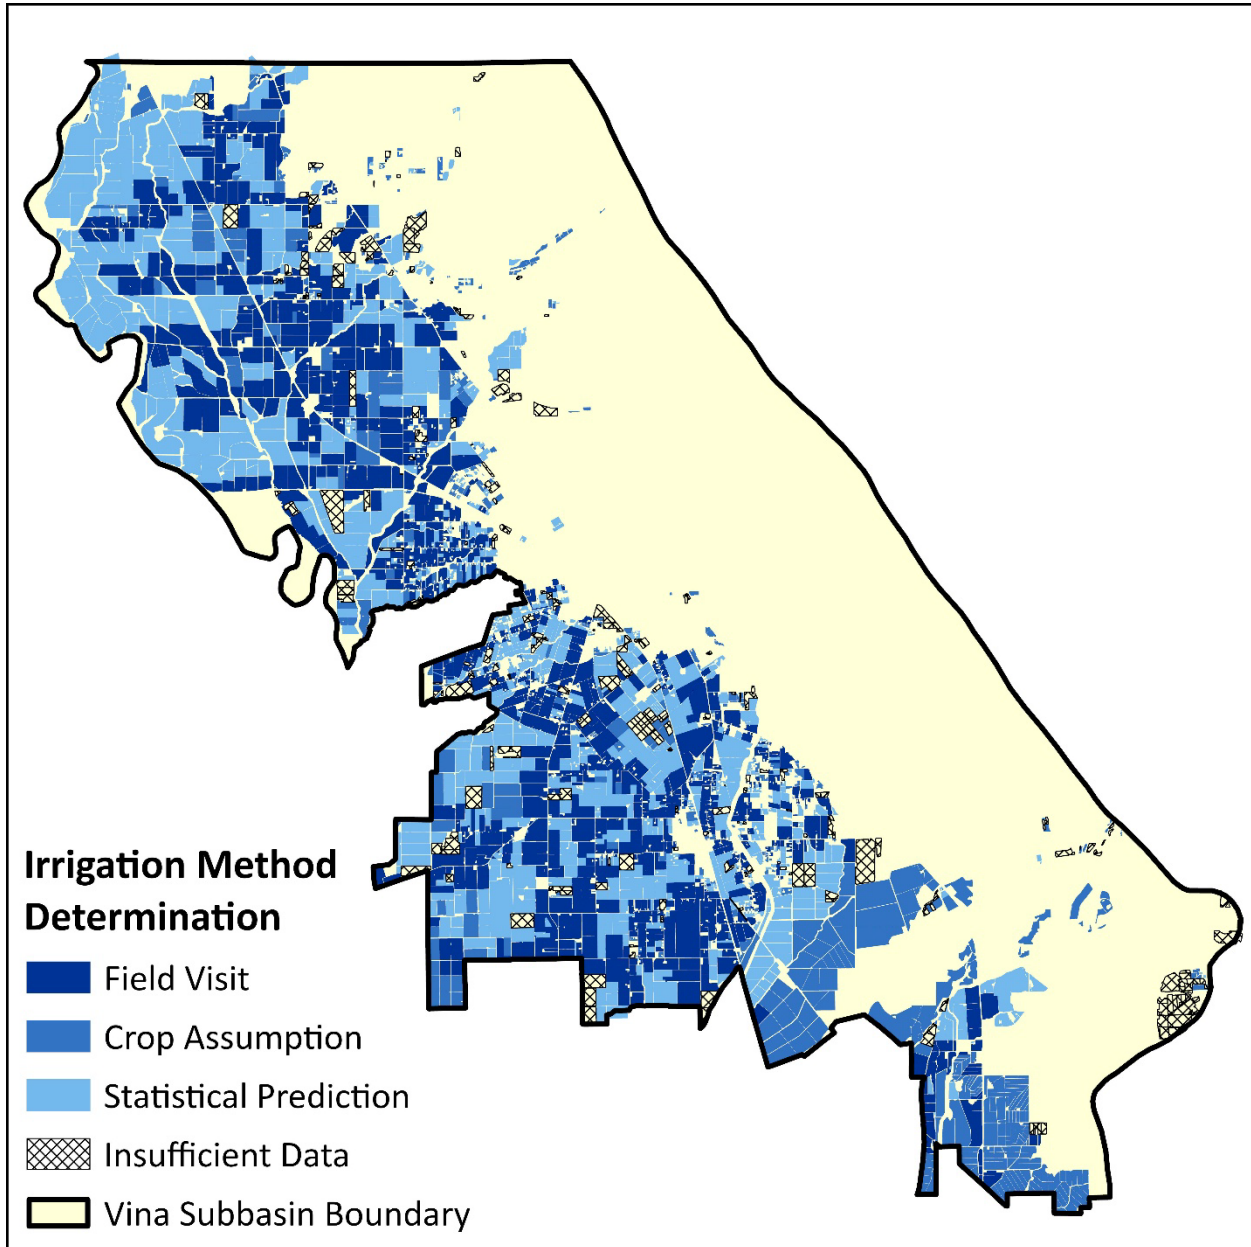 Irrigation Method
Determination
Field Visit
Crop Assumption
Statistical Prediction
Insufficient Data
Vina Subbasin Boundary